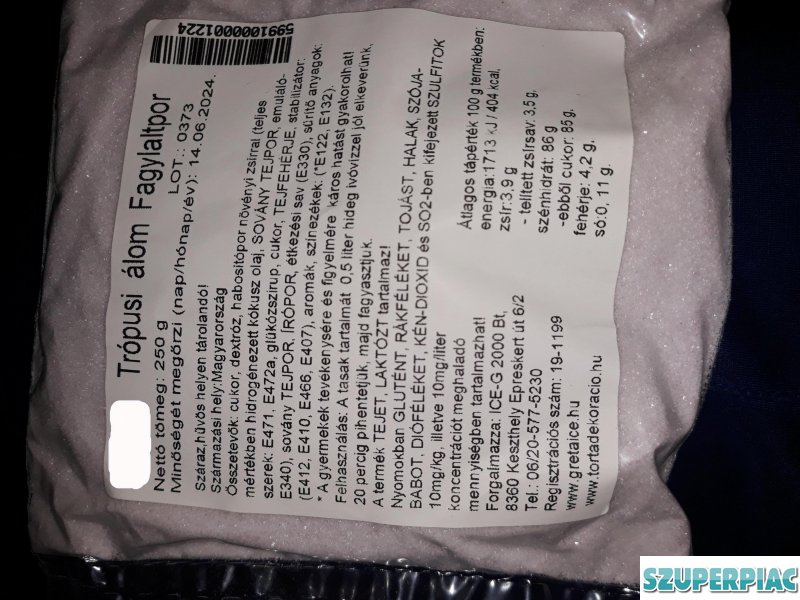 5991000001224
Trópusi álom Fagylaltpor
Nettó tömeg: 250 g LOT.: 0373
Minőségét megőrzi (nap/hónap/év): 14.06.2024.
Száraz,hűvös helyen tárolandó!
Származási hely:Magyarország
Összetevők: cukor, dextróz, habosítópor növényi zsírral (teljes
mértékben hidrogénezett kókusz olaj, SOVÁNY TEJPOR, emulgáló-
szerek: E471, E472a, glükózszirup, cukor, TEJFEHÉRJE, stabilizátor:
E340), sovány TEJPOR, ÍRÓPOR, étkezési sav (E330), sűrítő anyagok:
(E412, E410, E466, E407), aromák, színezékek: (*E122, E132).
* A gyermekek tevékenysére és figyelmére káros hatást gyakorolhat!
Felhasználás: A tasak tartalmát 0,5 liter hideg ivóvízzel jól elkeverünk,
20 percig pihentetjük, majd fagyasztjuk.
A termék TEJET, LAKTÓZT tartalmaz!
Nyomokban GLUTÉNT, RÁKFÉLÉKET, TOJÁST, HALAK, SZÓJA-
BABOT, DIÓFÉLÉKET, KÉN-DIOXID és SO2-ben kifejezett SZULFITOK
10mg/kg, illetve 10mg/liter
koncentrációt meghaladó
mennyiségben tartalmazhat!
Forgalmazza: ICE-G 2000 Bt,
8360 Keszthely Epreskert út 6/2
Tel.: 06/20-577-5230
Regisztrációs szám: 19-1199
www.gretaice.hu
www.tortadekoracio.hu
Átlagos tápérték 100 g termékben:
energia:1713 kJ / 404 kcal,
zsír:3,9 g
- telített zsírsav: 3,5 g,
szénhidrát: 86 g
-ebből cukor: 85 g,
fehérje: 4,2 g,
só:0, 11 g.
SZUPERPIAC